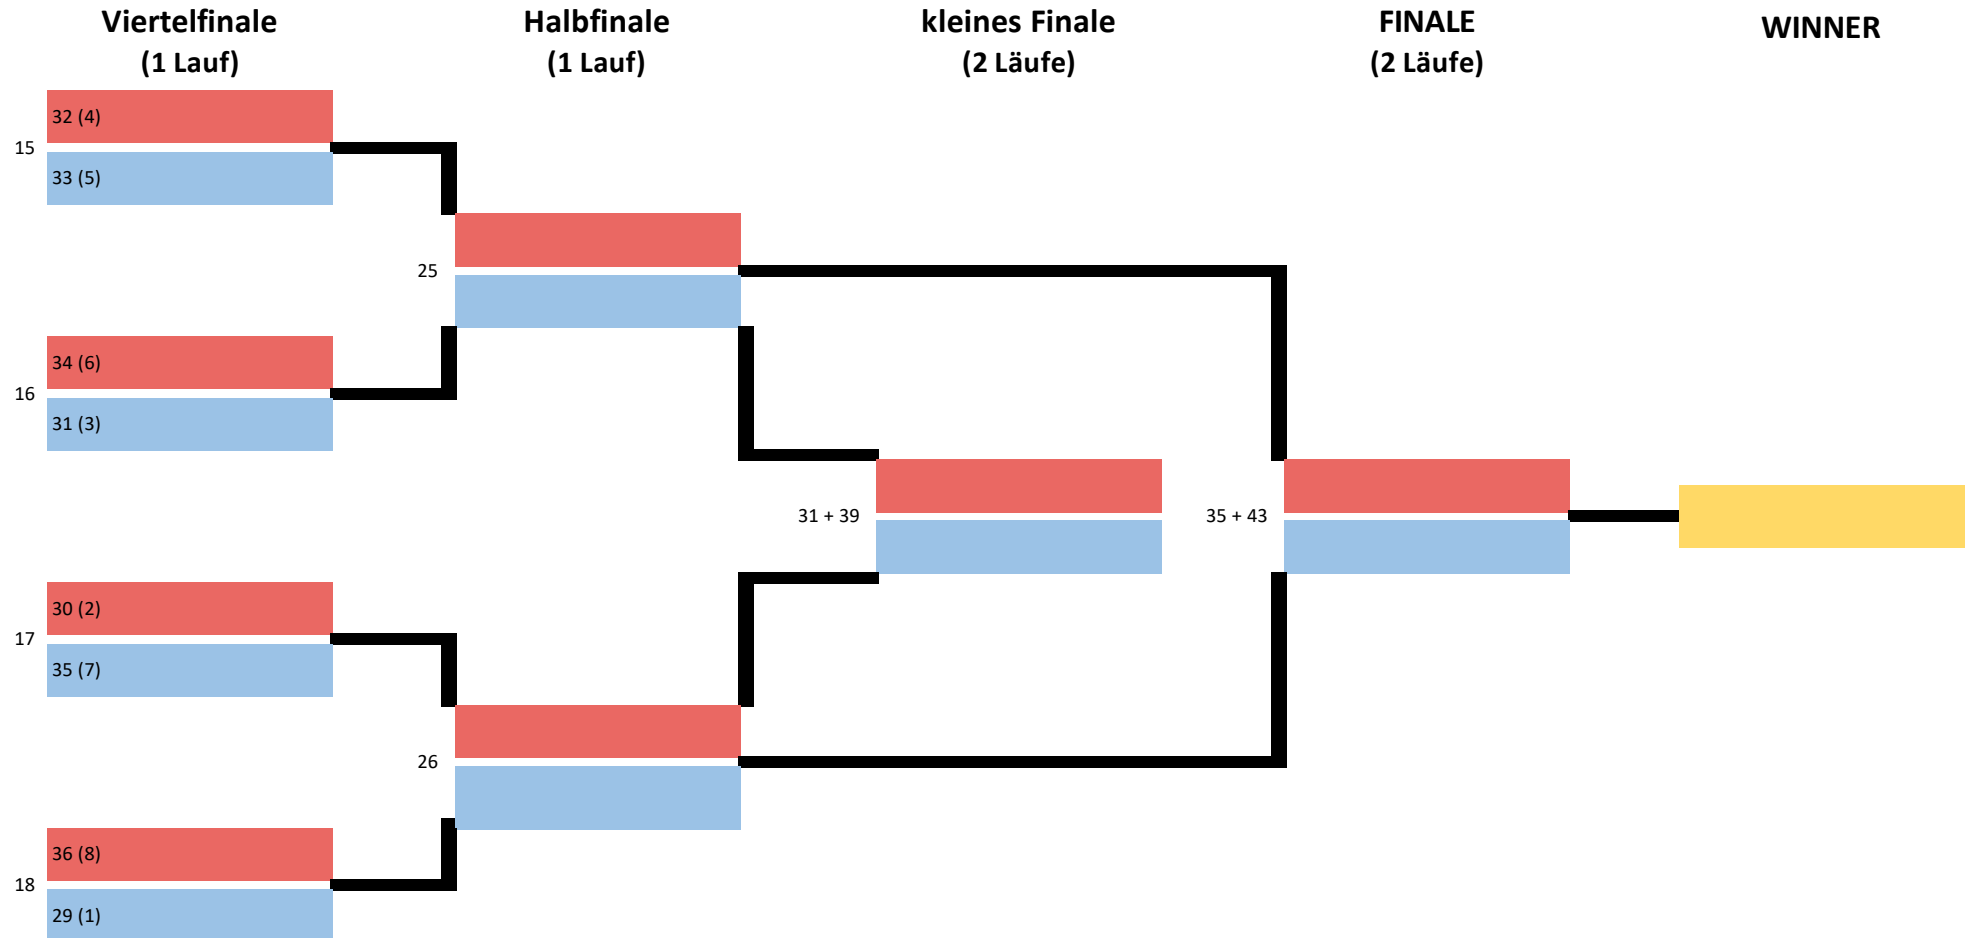 Viertelfinale
(1 Lauf)
Halbfinale
(1 Lauf)
kleines Finale
(2 Läufe)
FINALE
(2 Läufe)
WINNER
32 (4)
15
33 (5)
25
34 (6)
16
31 (3)
31 + 39
35 + 43
30 (2)
17
35 (7)
26
36 (8)
18
29 (1)